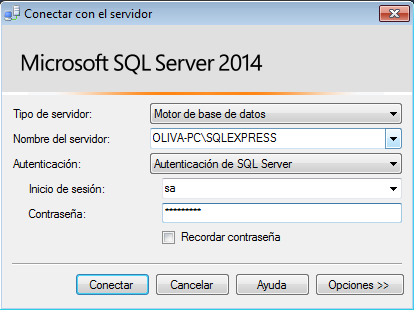 Conectar con el servidor
Microsoft SQL Server 2014
Tipo de servidor: Motor de base de datos
Nombre del servidor: OLIVA-PC\SQLEXPRESS
Autenticación: Autenticación de SQL Server
Inicio de sesión: sa
Contraseña: *********
Recordar contraseña
Conectar Cancelar Ayuda Opciones >>